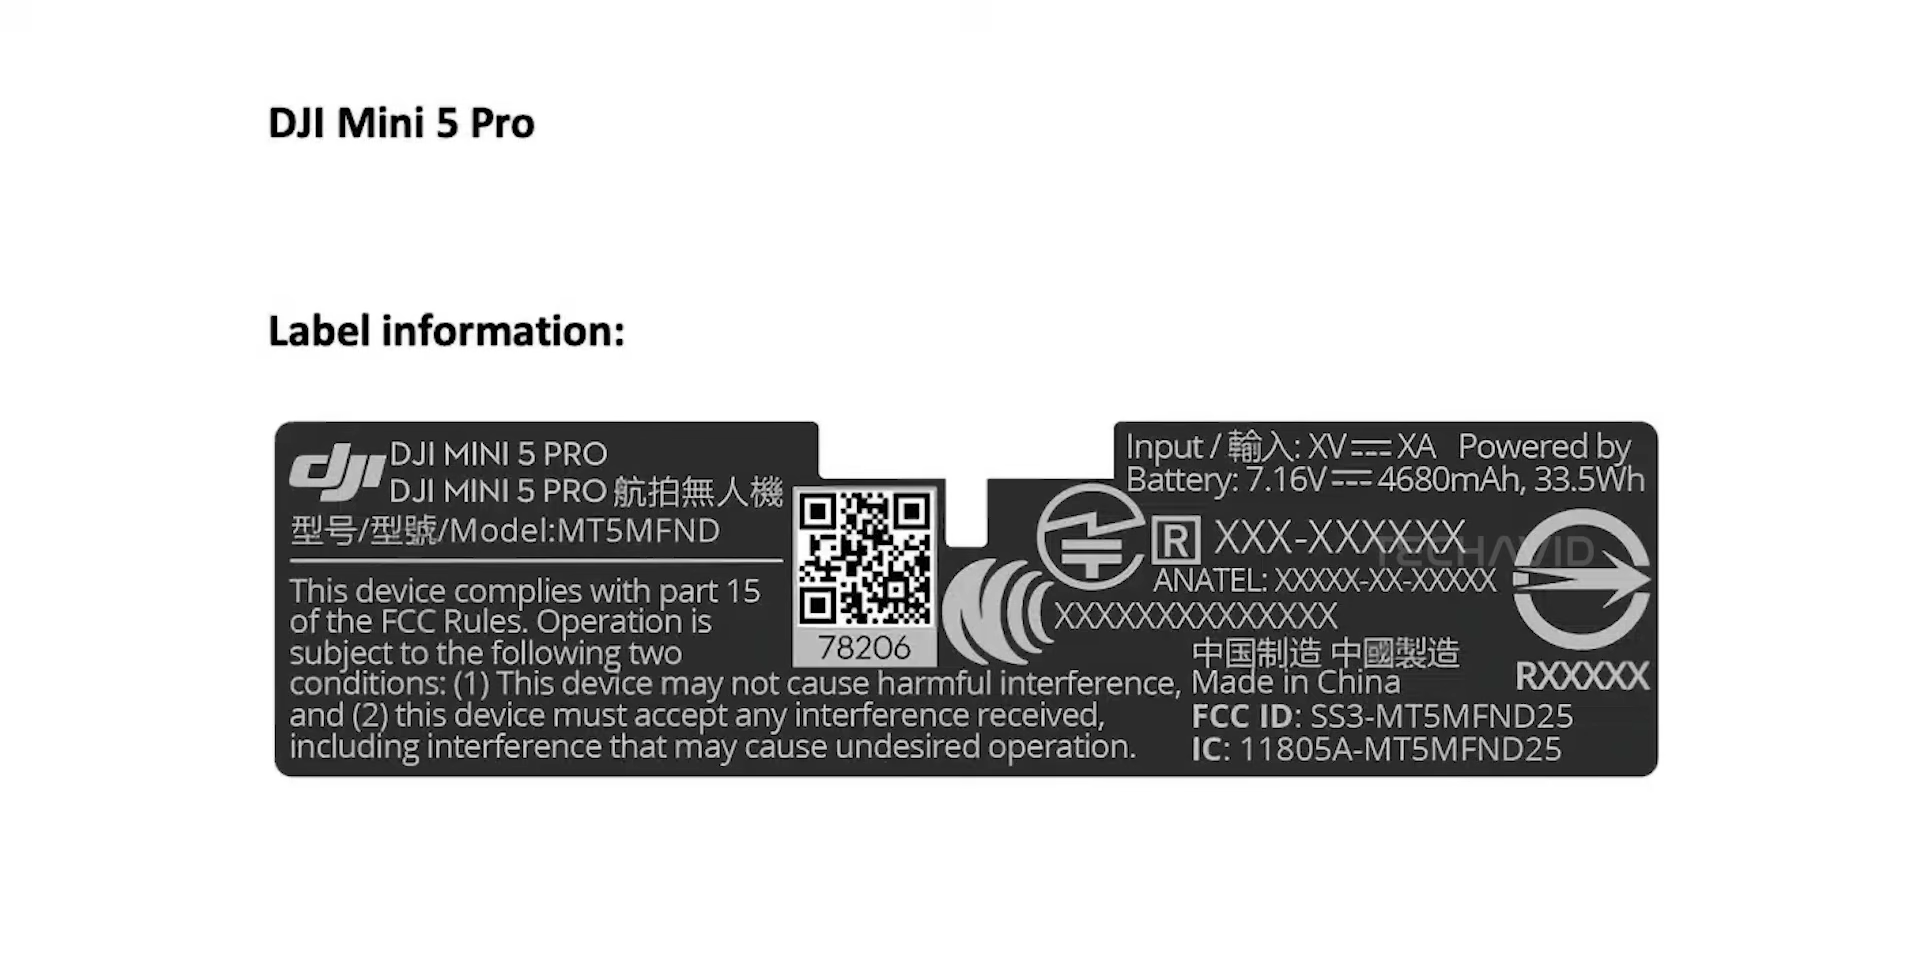 DJI Mini 5 Pro
Label information:
dji
DJI MINI 5 PRO
DJI MINI 5 PRO 航拍無人機
型号/型號/Model:MT5MFND
This device complies with part 15
of the FCC Rules. Operation is
subject to the following two
conditions: (1) This device may not cause harmful interference,
and (2) this device must accept any interference received,
including interference that may cause undesired operation.
78206
Input / 輸入: XV⎓XA Powered by
Battery: 7.16V⎓4680mAh, 33.5Wh
R XXX-XXXXXX
TECHAVID
ANATEL: XXXXX-XX-XXXXX
XXXXXXXXXXXXXX
中国制造 中國製造
Made in China
FCC ID: SS3-MT5MFND25
IC: 11805A-MT5MFND25
RXXXXX